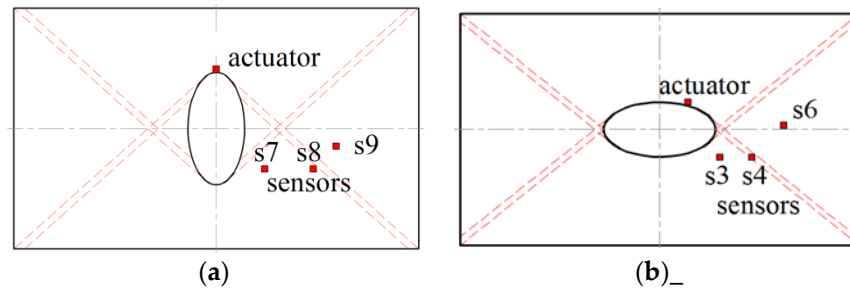 actuator
s7 s8 s9
sensors
(a)
actuator
s6
s3 s4
sensors
(b)_